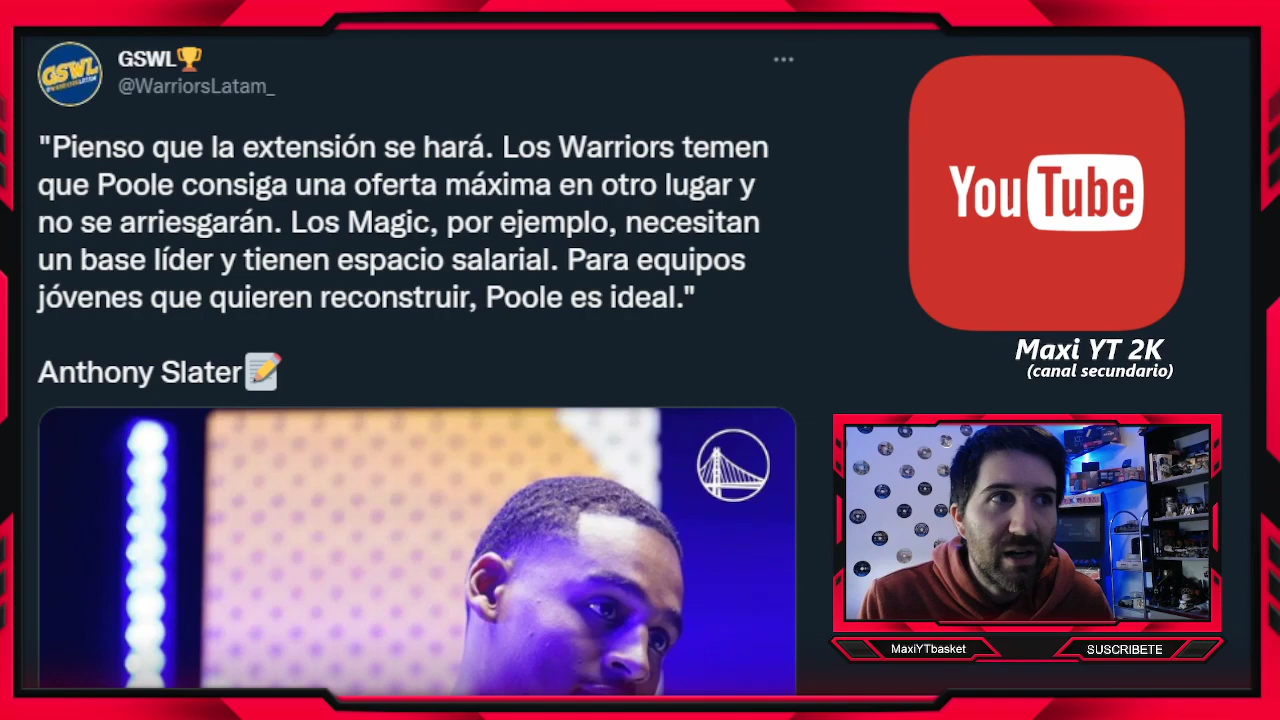 GSWL🏆
@WarriorsLatam_
"Pienso que la extensión se hará. Los Warriors temen
que Poole consiga una oferta máxima en otro lugar y
no se arriesgarán. Los Magic, por ejemplo, necesitan
un base líder y tienen espacio salarial. Para equipos
jóvenes que quieren reconstruir, Poole es ideal."
Anthony Slater📝
GSWL
YouTube
Maxi YT 2K
(canal secundario)
MaxiYTbasket
SUSCRIBETE